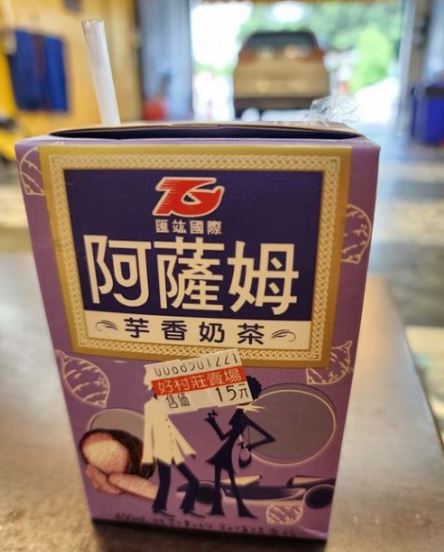 匯竑國際
阿薩姆
芋香奶茶
好村莊賣場
售價 15元